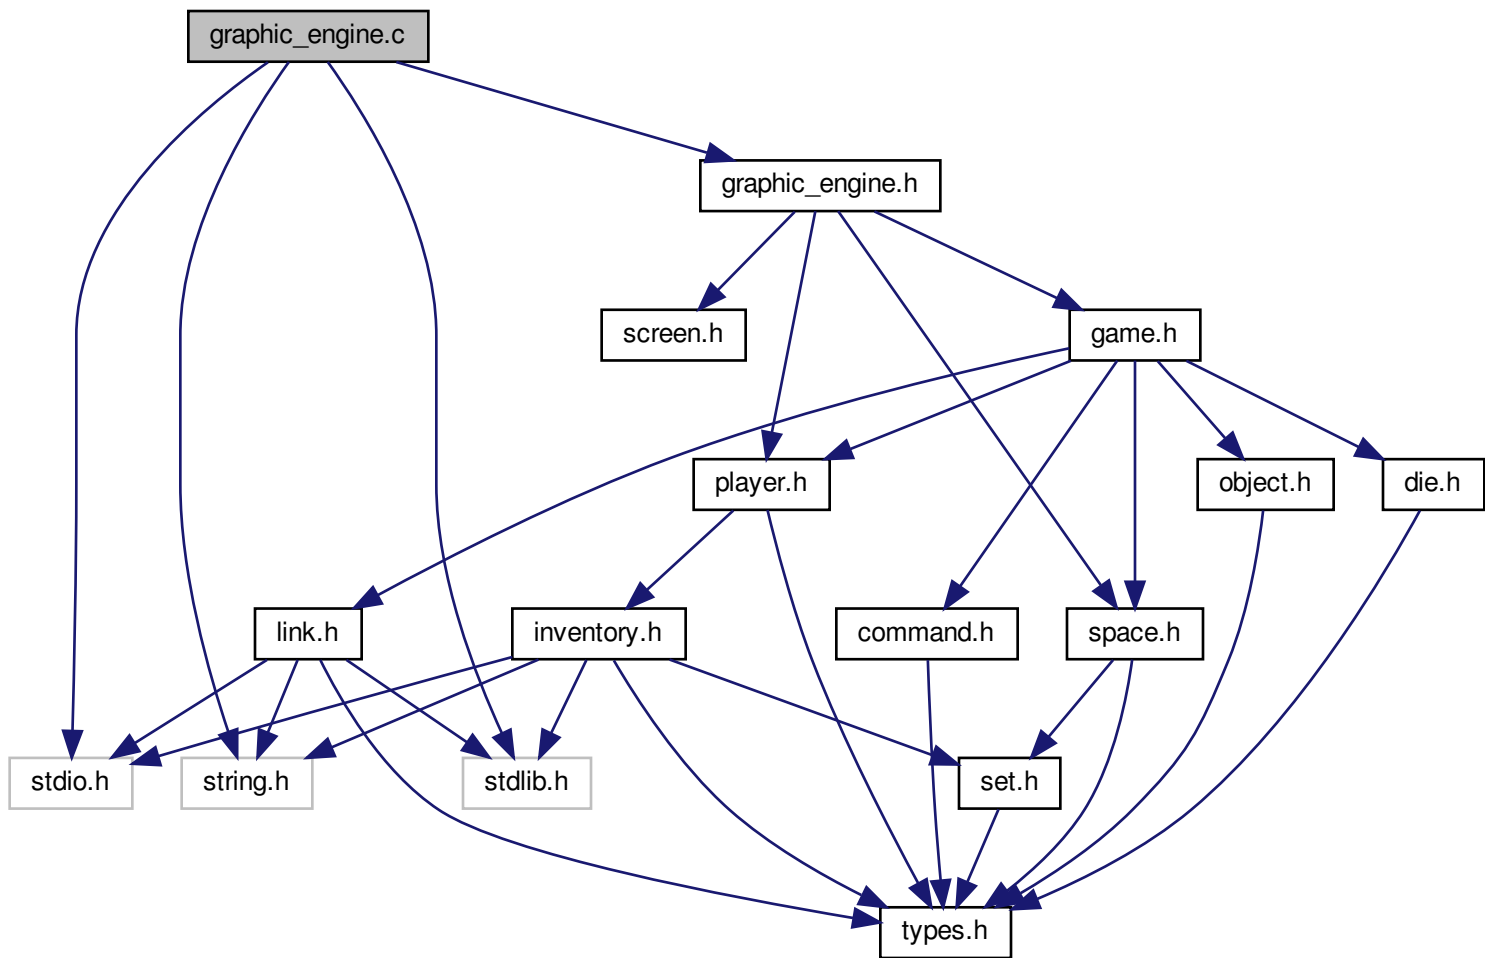 graphic_engine.c
graphic_engine.h
screen.h
game.h
player.h
object.h
die.h
link.h
inventory.h
command.h
space.h
stdio.h
string.h
stdlib.h
set.h
types.h